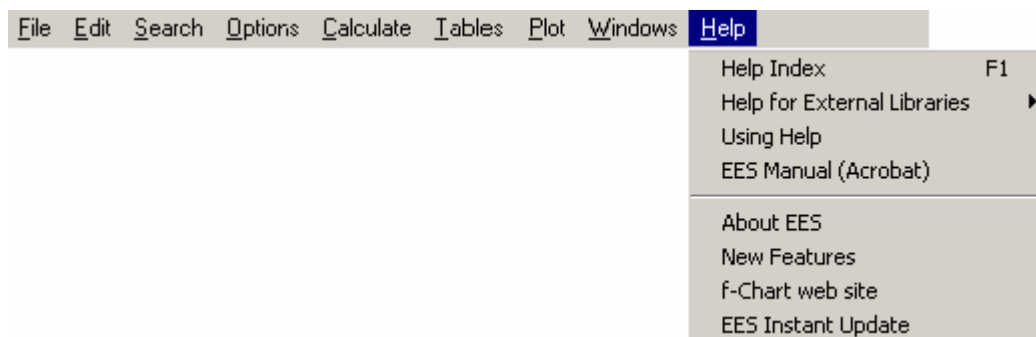 File Edit Search Options Calculate Tables Plot Windows Help
Help Index F1
Help for External Libraries
Using Help
EES Manual (Acrobat)
About EES
New Features
f-Chart web site
EES Instant Update